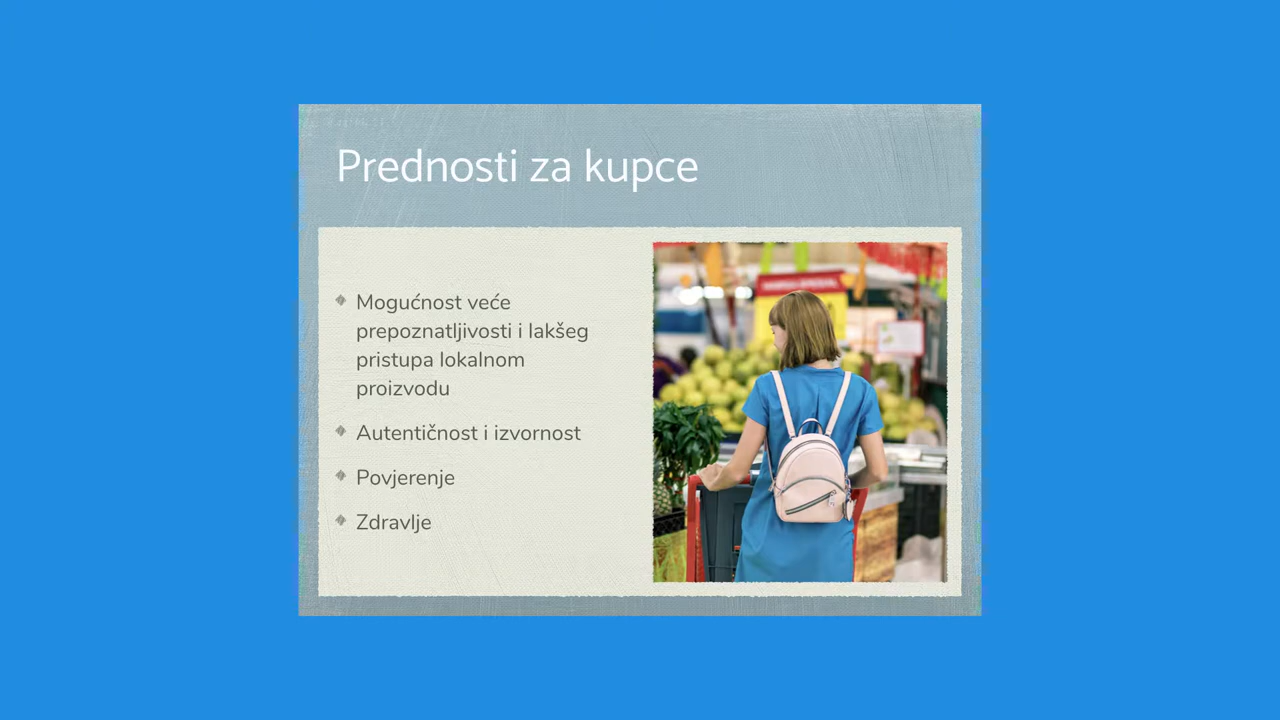 Prednosti za kupce
Mogućnost veće
prepoznatljivosti i lakšeg
pristupa lokalnom
proizvodu
Autentičnost i izvornost
Povjerenje
Zdravlje